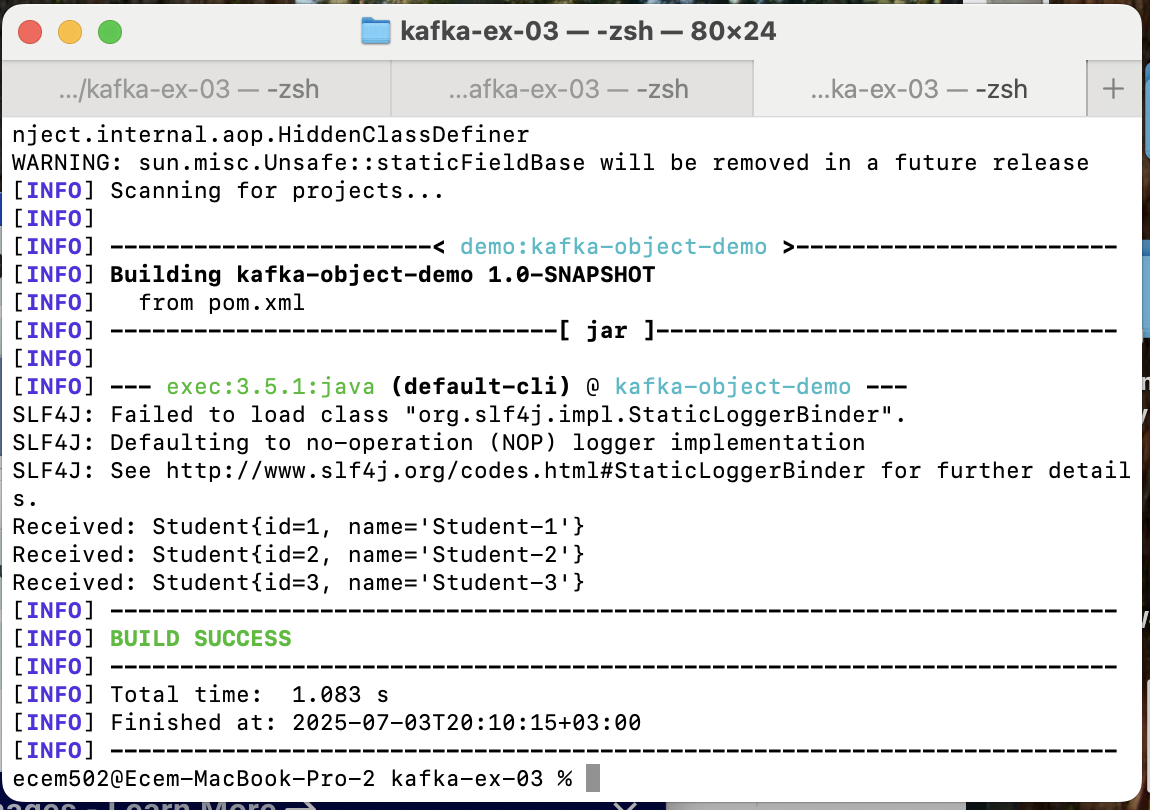 kafka-ex-03 — -zsh — 80×24
.../kafka-ex-03 — -zsh
...afka-ex-03 — -zsh
...ka-ex-03 — -zsh
+
nject.internal.aop.HiddenClassDefiner
WARNING: sun.misc.Unsafe::staticFieldBase will be removed in a future release
[INFO] Scanning for projects...
[INFO]
[INFO] -----------------------< demo:kafka-object-demo >-----------------------
[INFO] Building kafka-object-demo 1.0-SNAPSHOT
[INFO]   from pom.xml
[INFO] --------------------------------[ jar ]---------------------------------
[INFO]
[INFO] --- exec:3.5.1:java (default-cli) @ kafka-object-demo ---
SLF4J: Failed to load class "org.slf4j.impl.StaticLoggerBinder".
SLF4J: Defaulting to no-operation (NOP) logger implementation
SLF4J: See http://www.slf4j.org/codes.html#StaticLoggerBinder for further detail
s.
Received: Student{id=1, name='Student-1'}
Received: Student{id=2, name='Student-2'}
Received: Student{id=3, name='Student-3'}
[INFO] ------------------------------------------------------------------------
[INFO] BUILD SUCCESS
[INFO] ------------------------------------------------------------------------
[INFO] Total time:  1.083 s
[INFO] Finished at: 2025-07-03T20:10:15+03:00
[INFO] ------------------------------------------------------------------------
ecem502@Ecem-MacBook-Pro-2 kafka-ex-03 %
Learn More →